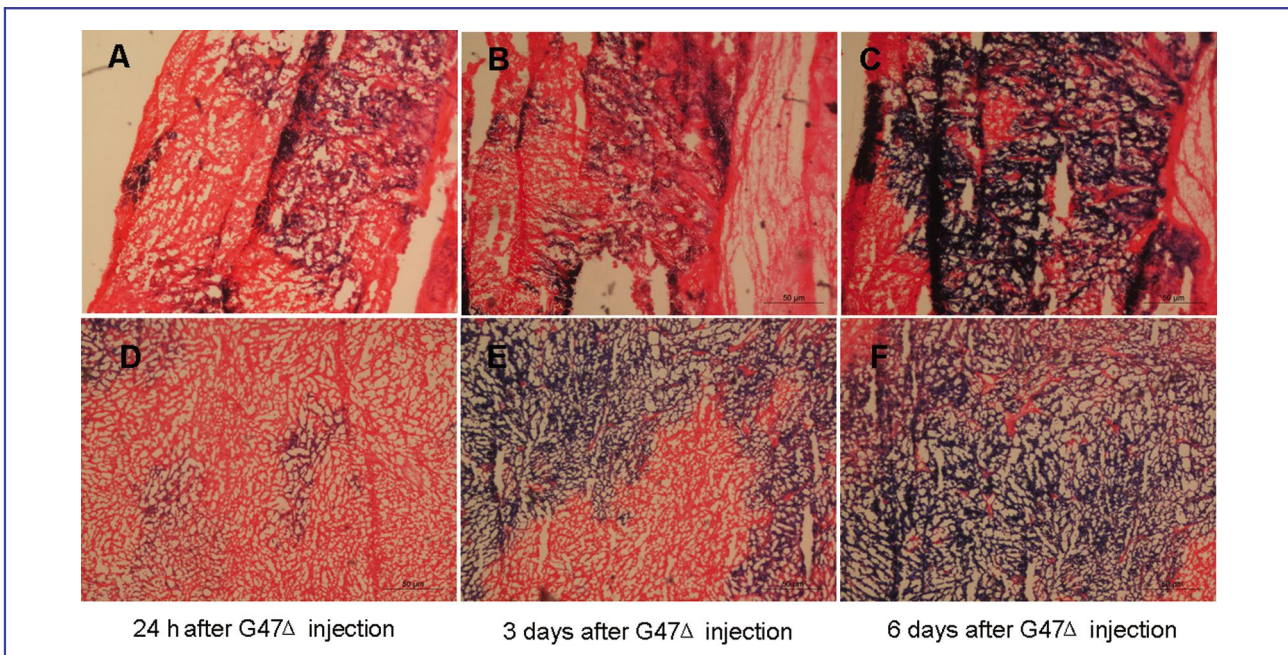 A
B
C
50 µm
50 µm
D
E
F
50 µm
50 µm
50 µm
24 h after G47Δ injection
3 days after G47Δ injection
6 days after G47Δ injection